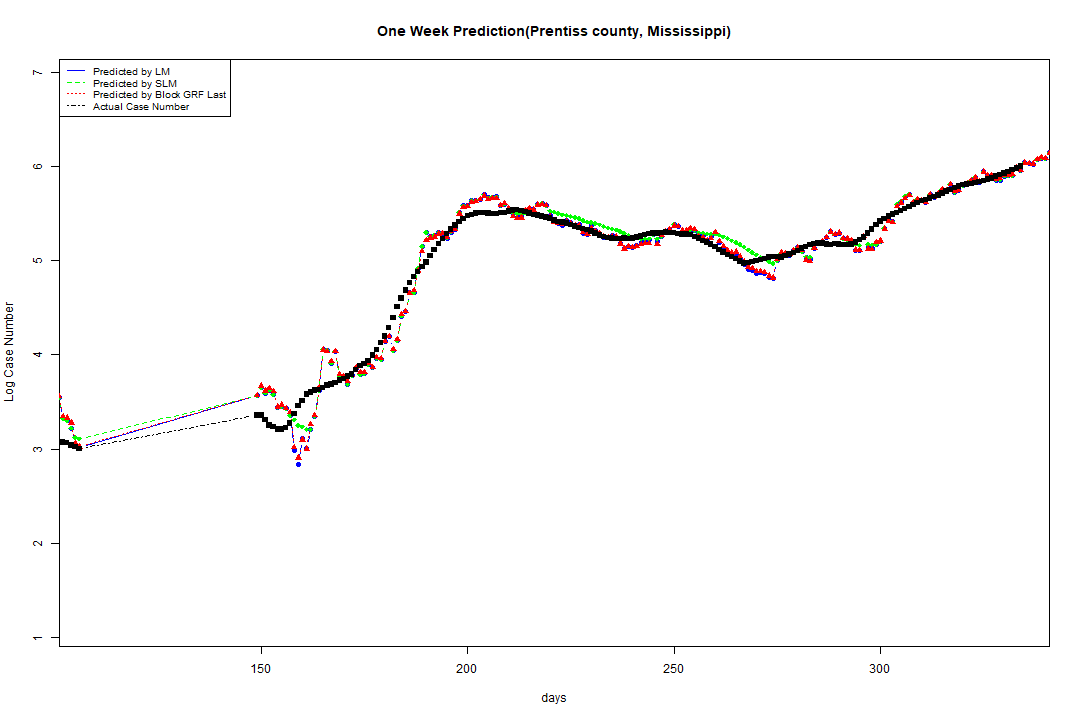 One Week Prediction(Prentiss county, Mississippi)
Predicted by LM
Predicted by SLM
Predicted by Block GRF Last
Actual Case Number
7
6
5
4
3
2
1
Log Case Number
150 200 250 300
days